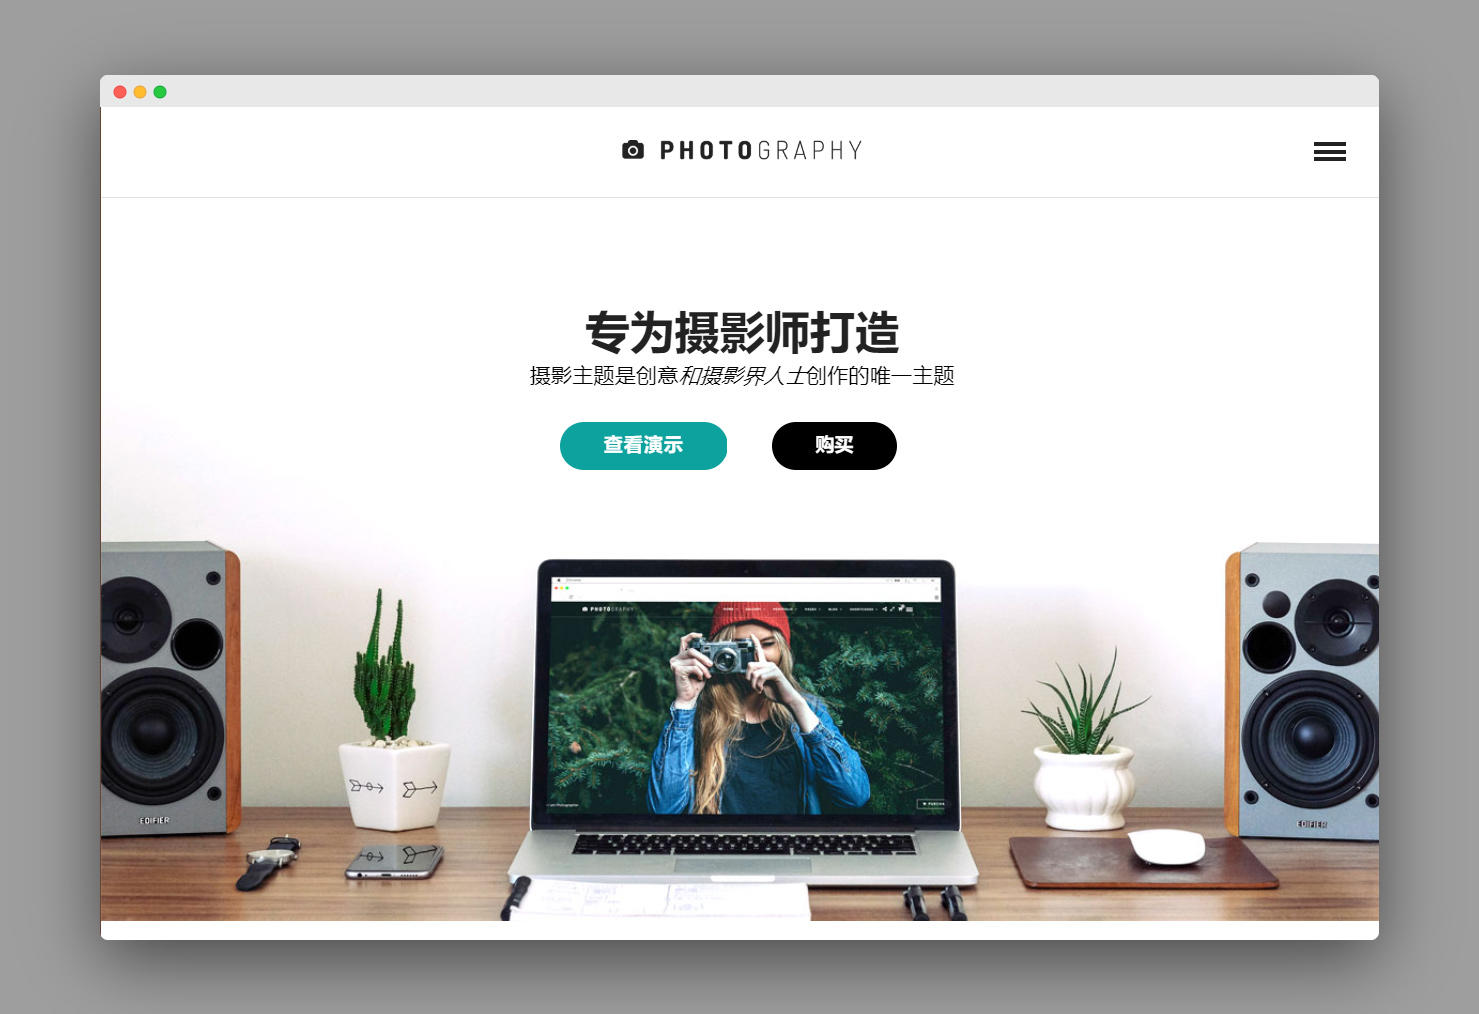 PHOTOGRAPHY
专为摄影师打造
摄影主题是创意和摄影界人士创作的唯一主题
查看演示
购买
PHOTOGRAPHY
EDIFIER
EDIFIER